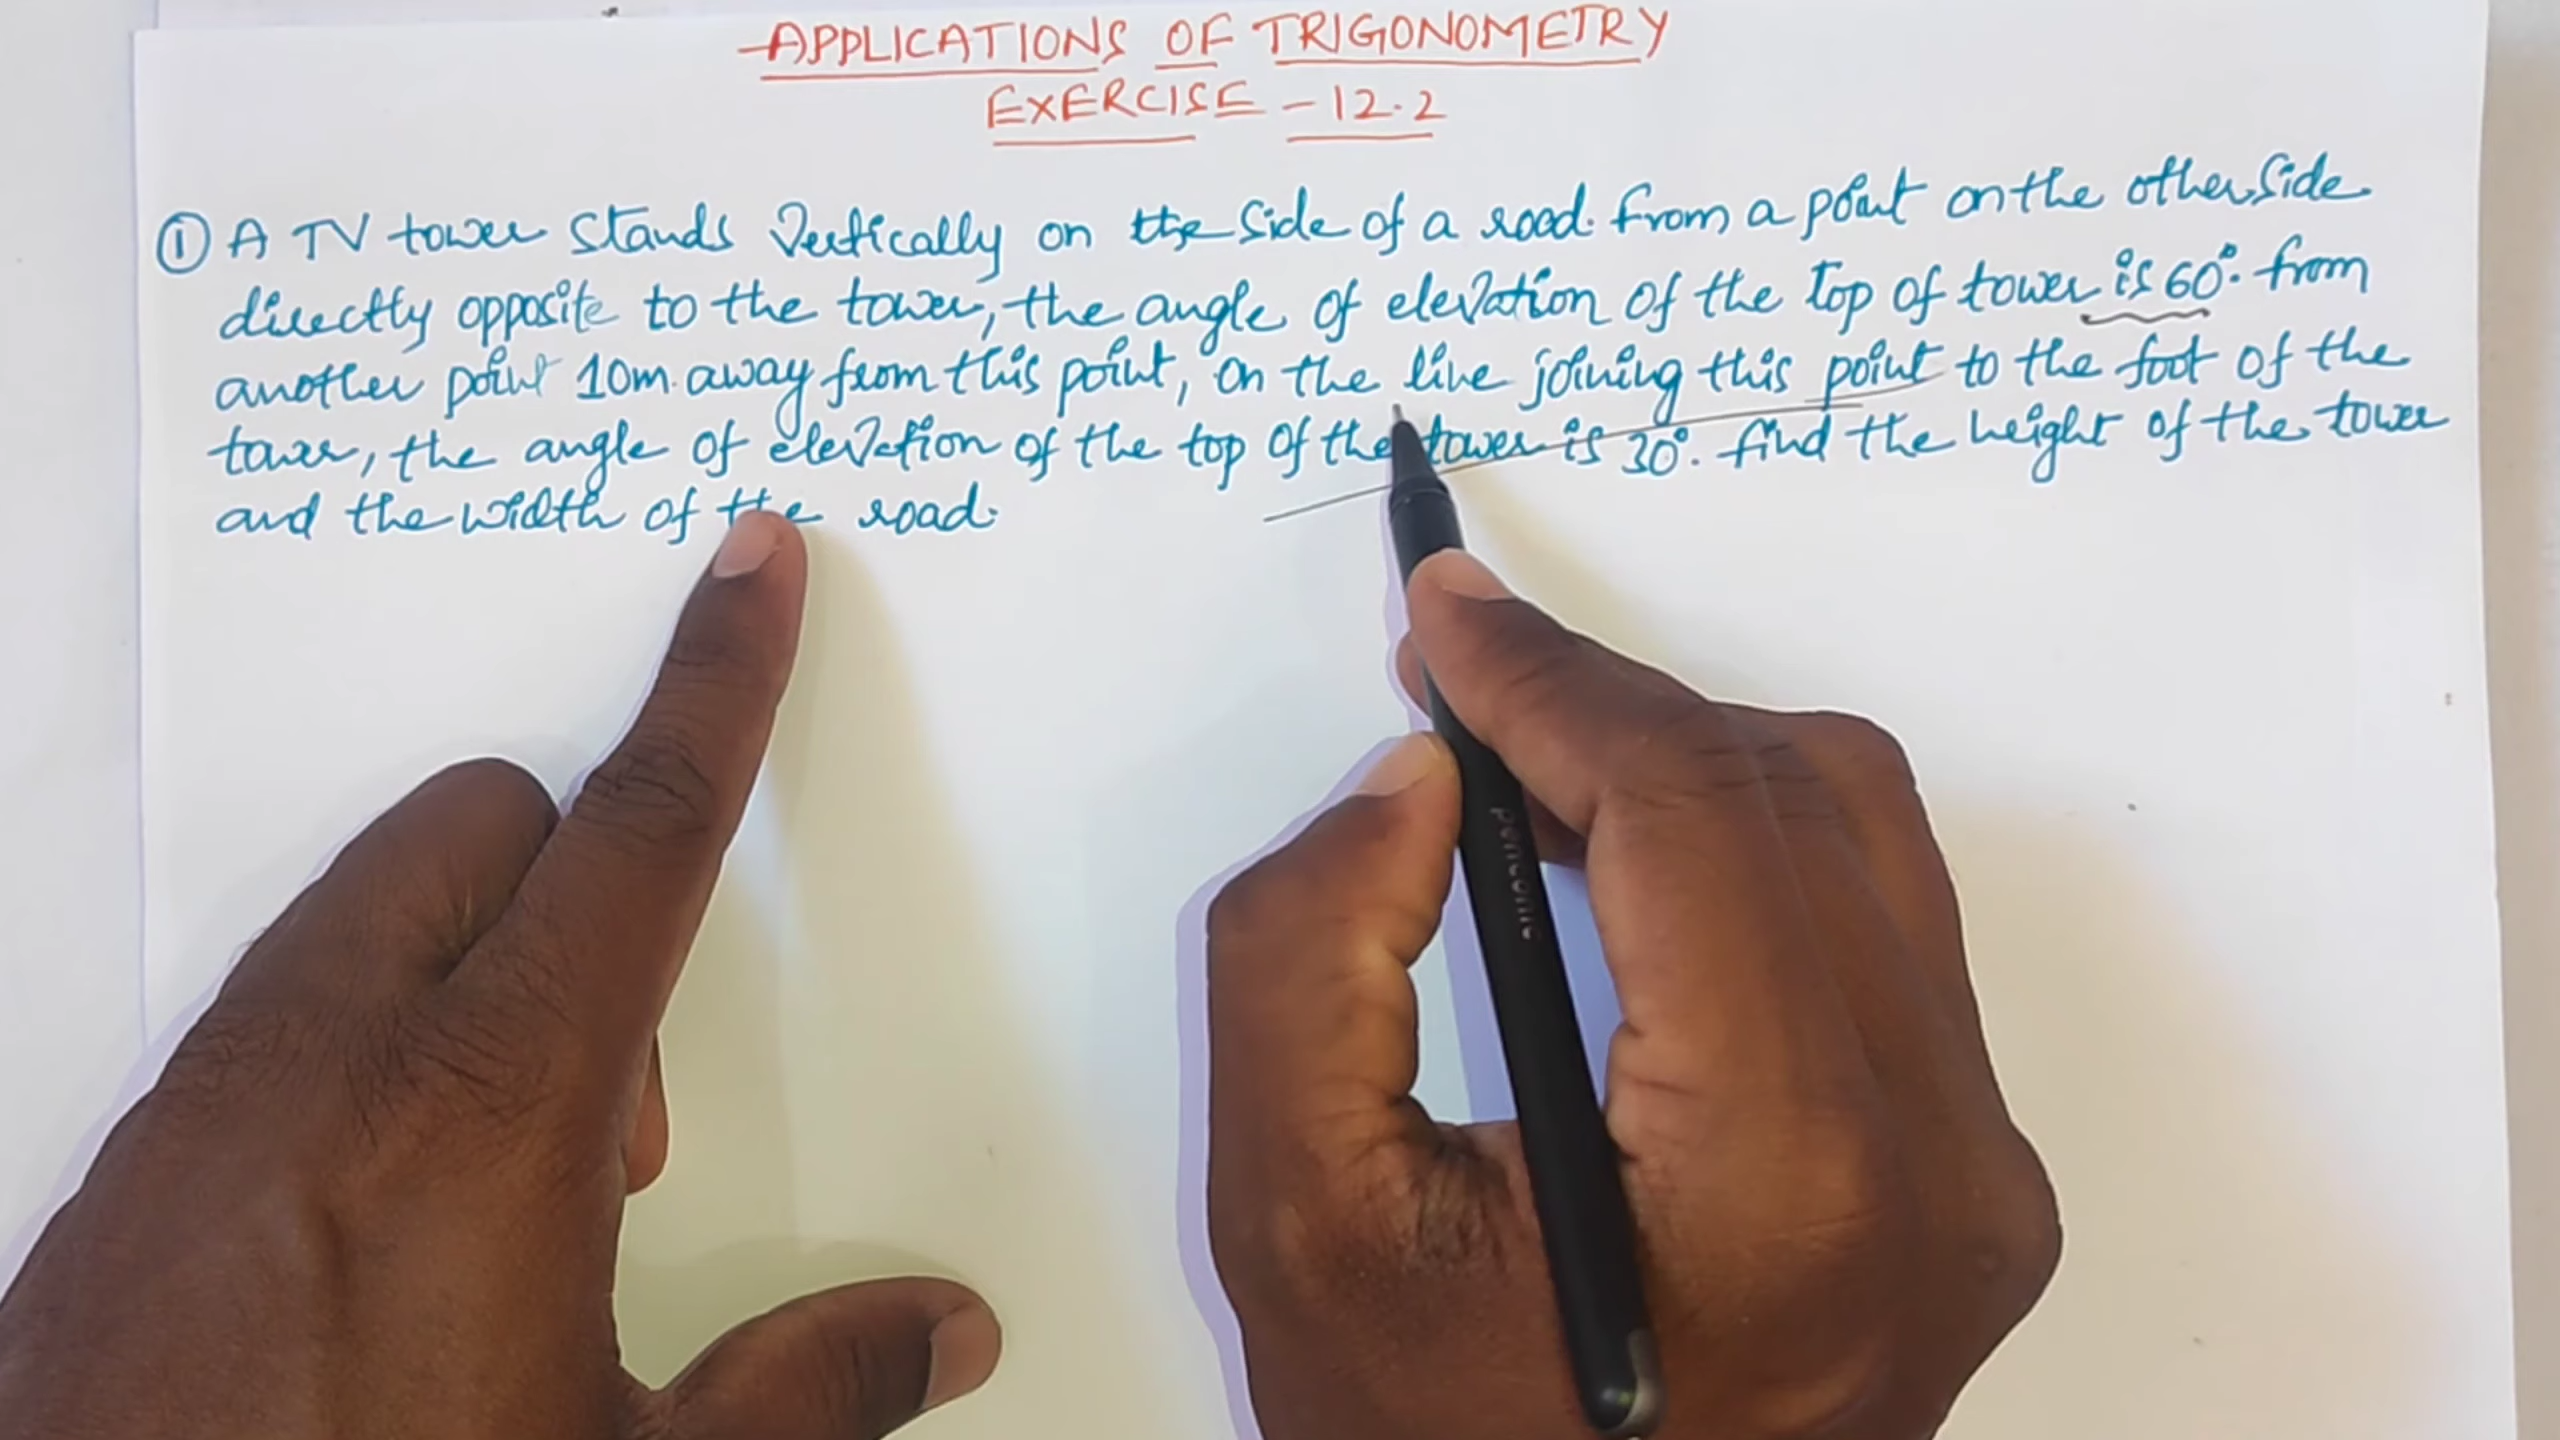 APPLICATIONS OF TRIGONOMETRY
EXERCISE - 12.2
① A TV tower stands vertically on the side of a road. from a point on the other side
directly opposite to the tower, the angle of elevation of the top of tower is 60°. from
another point 10m away from this point, on the line joining this point to the foot of the
tower, the angle of elevation of the top of the tower is 30°. find the height of the tower
and the width of the road.
pentonic